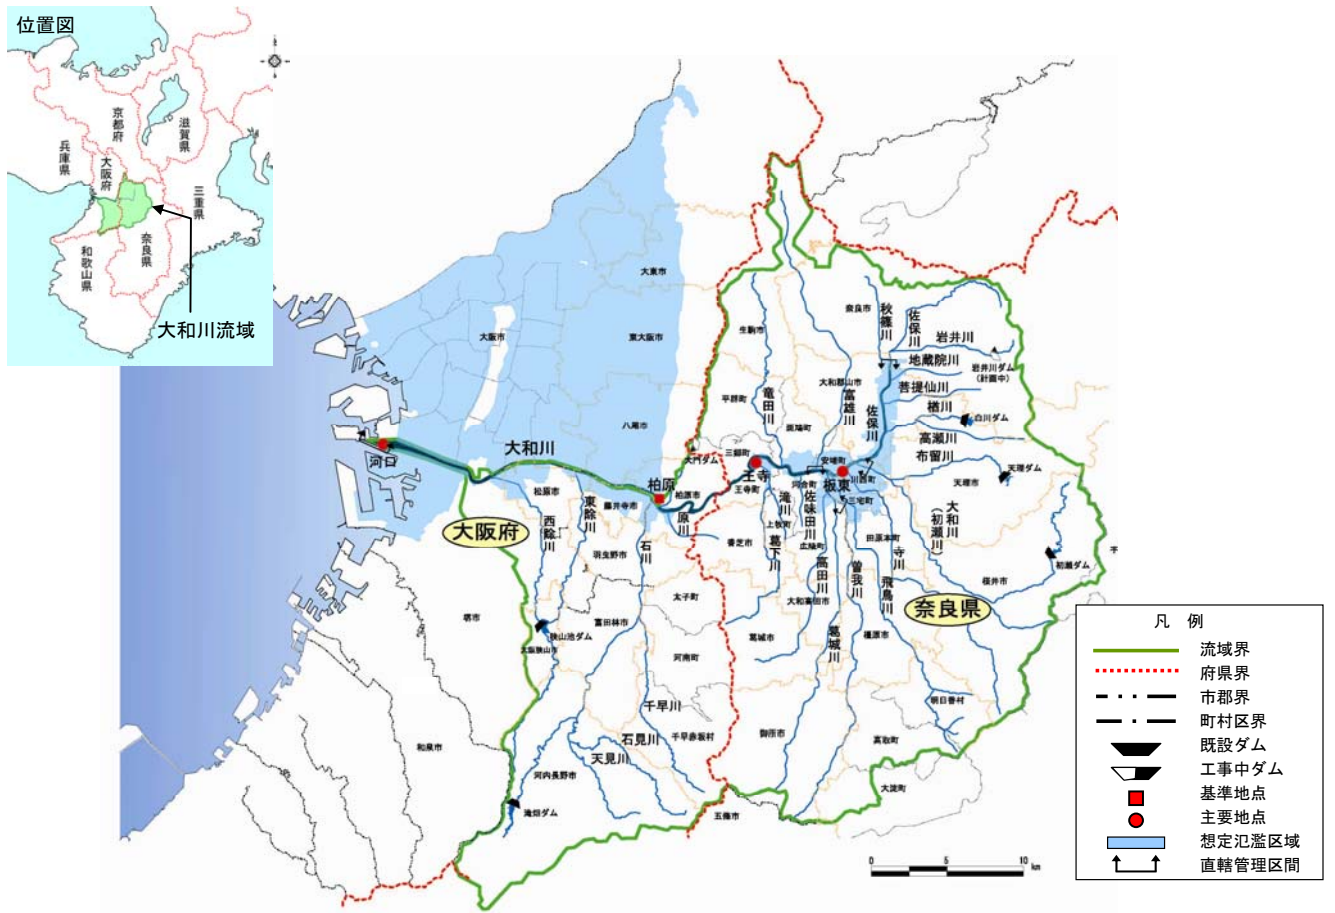 位置図
京都府
滋賀県
兵庫県
大阪府
三重県
奈良県
和歌山県
大和川流域
大東市
大阪市
東大阪市
八尾市
大和川
河口
柏原
柏原市
松原市
藤井寺市
西除川
東除川
石川
原川
大阪府
羽曳野市
太子町
堺市
富田林市
狭山池ダム
大阪狭山市
河南町
千早川
石見川
千早赤坂村
天見川
和泉市
河内長野市
滝畑ダム
五條市
奈良市
生駒市
秋篠川
佐保川
岩井川
地蔵院川
岩井川ダム
(計画中)
菩提仙川
楢川
白川ダム
高瀬川
布留川
天理ダム
天理市
大和郡山市
平群町
竜田川
富雄川
佐保川
斑鳩町
三郷町
大門ダム
王寺
王寺町
安堵町
板東
川西町
三宅町
河合町
滝川
佐味田川
上牧町
葛下川
広陵町
香芝市
高田川
曽我川
田原本町
寺川
飛鳥川
大和川
(初瀬川)
初瀬ダム
桜井市
奈良県
大和高田市
葛城市
葛城川
橿原市
明日香村
御所市
高取町
大淀町
0 5 10
km
凡 例
流域界
府県界
市郡界
町村区界
既設ダム
工事中ダム
基準地点
主要地点
想定氾濫区域
直轄管理区間